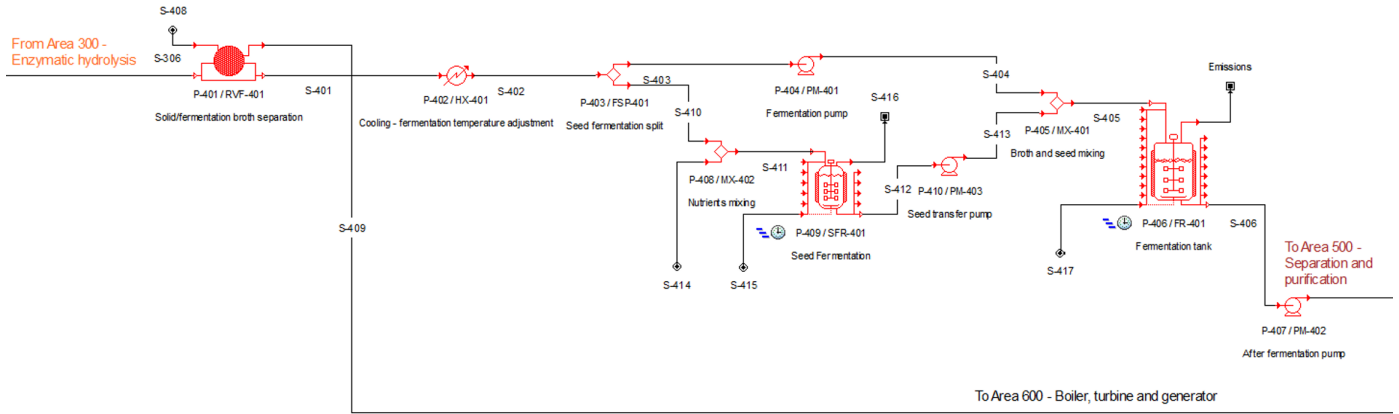 S-408
From Area 300 -
Enzymatic hydrolysis
S-306
P-401 / RVF-401
S-401
Solid/fermentation broth separation
P-402 / HX-401
S-402
Cooling - fermentation temperature adjustment
S-403
P-403 / FSP-401
Seed fermentation split
S-410
P-404 / PM-401
Fermentation pump
S-404
S-416
S-413
P-405 / MX-401
S-405
Broth and seed mixing
Emissions
S-411
P-408 / MX-402
Nutrients mixing
S-412
P-410 / PM-403
Seed transfer pump
P-409 / SFR-401
Seed Fermentation
S-414
S-415
S-409
P-406 / FR-401
S-406
Fermentation tank
S-417
To Area 500 -
Separation and
purification
P-407 / PM-402
After fermentation pump
To Area 600 - Boiler, turbine and generator